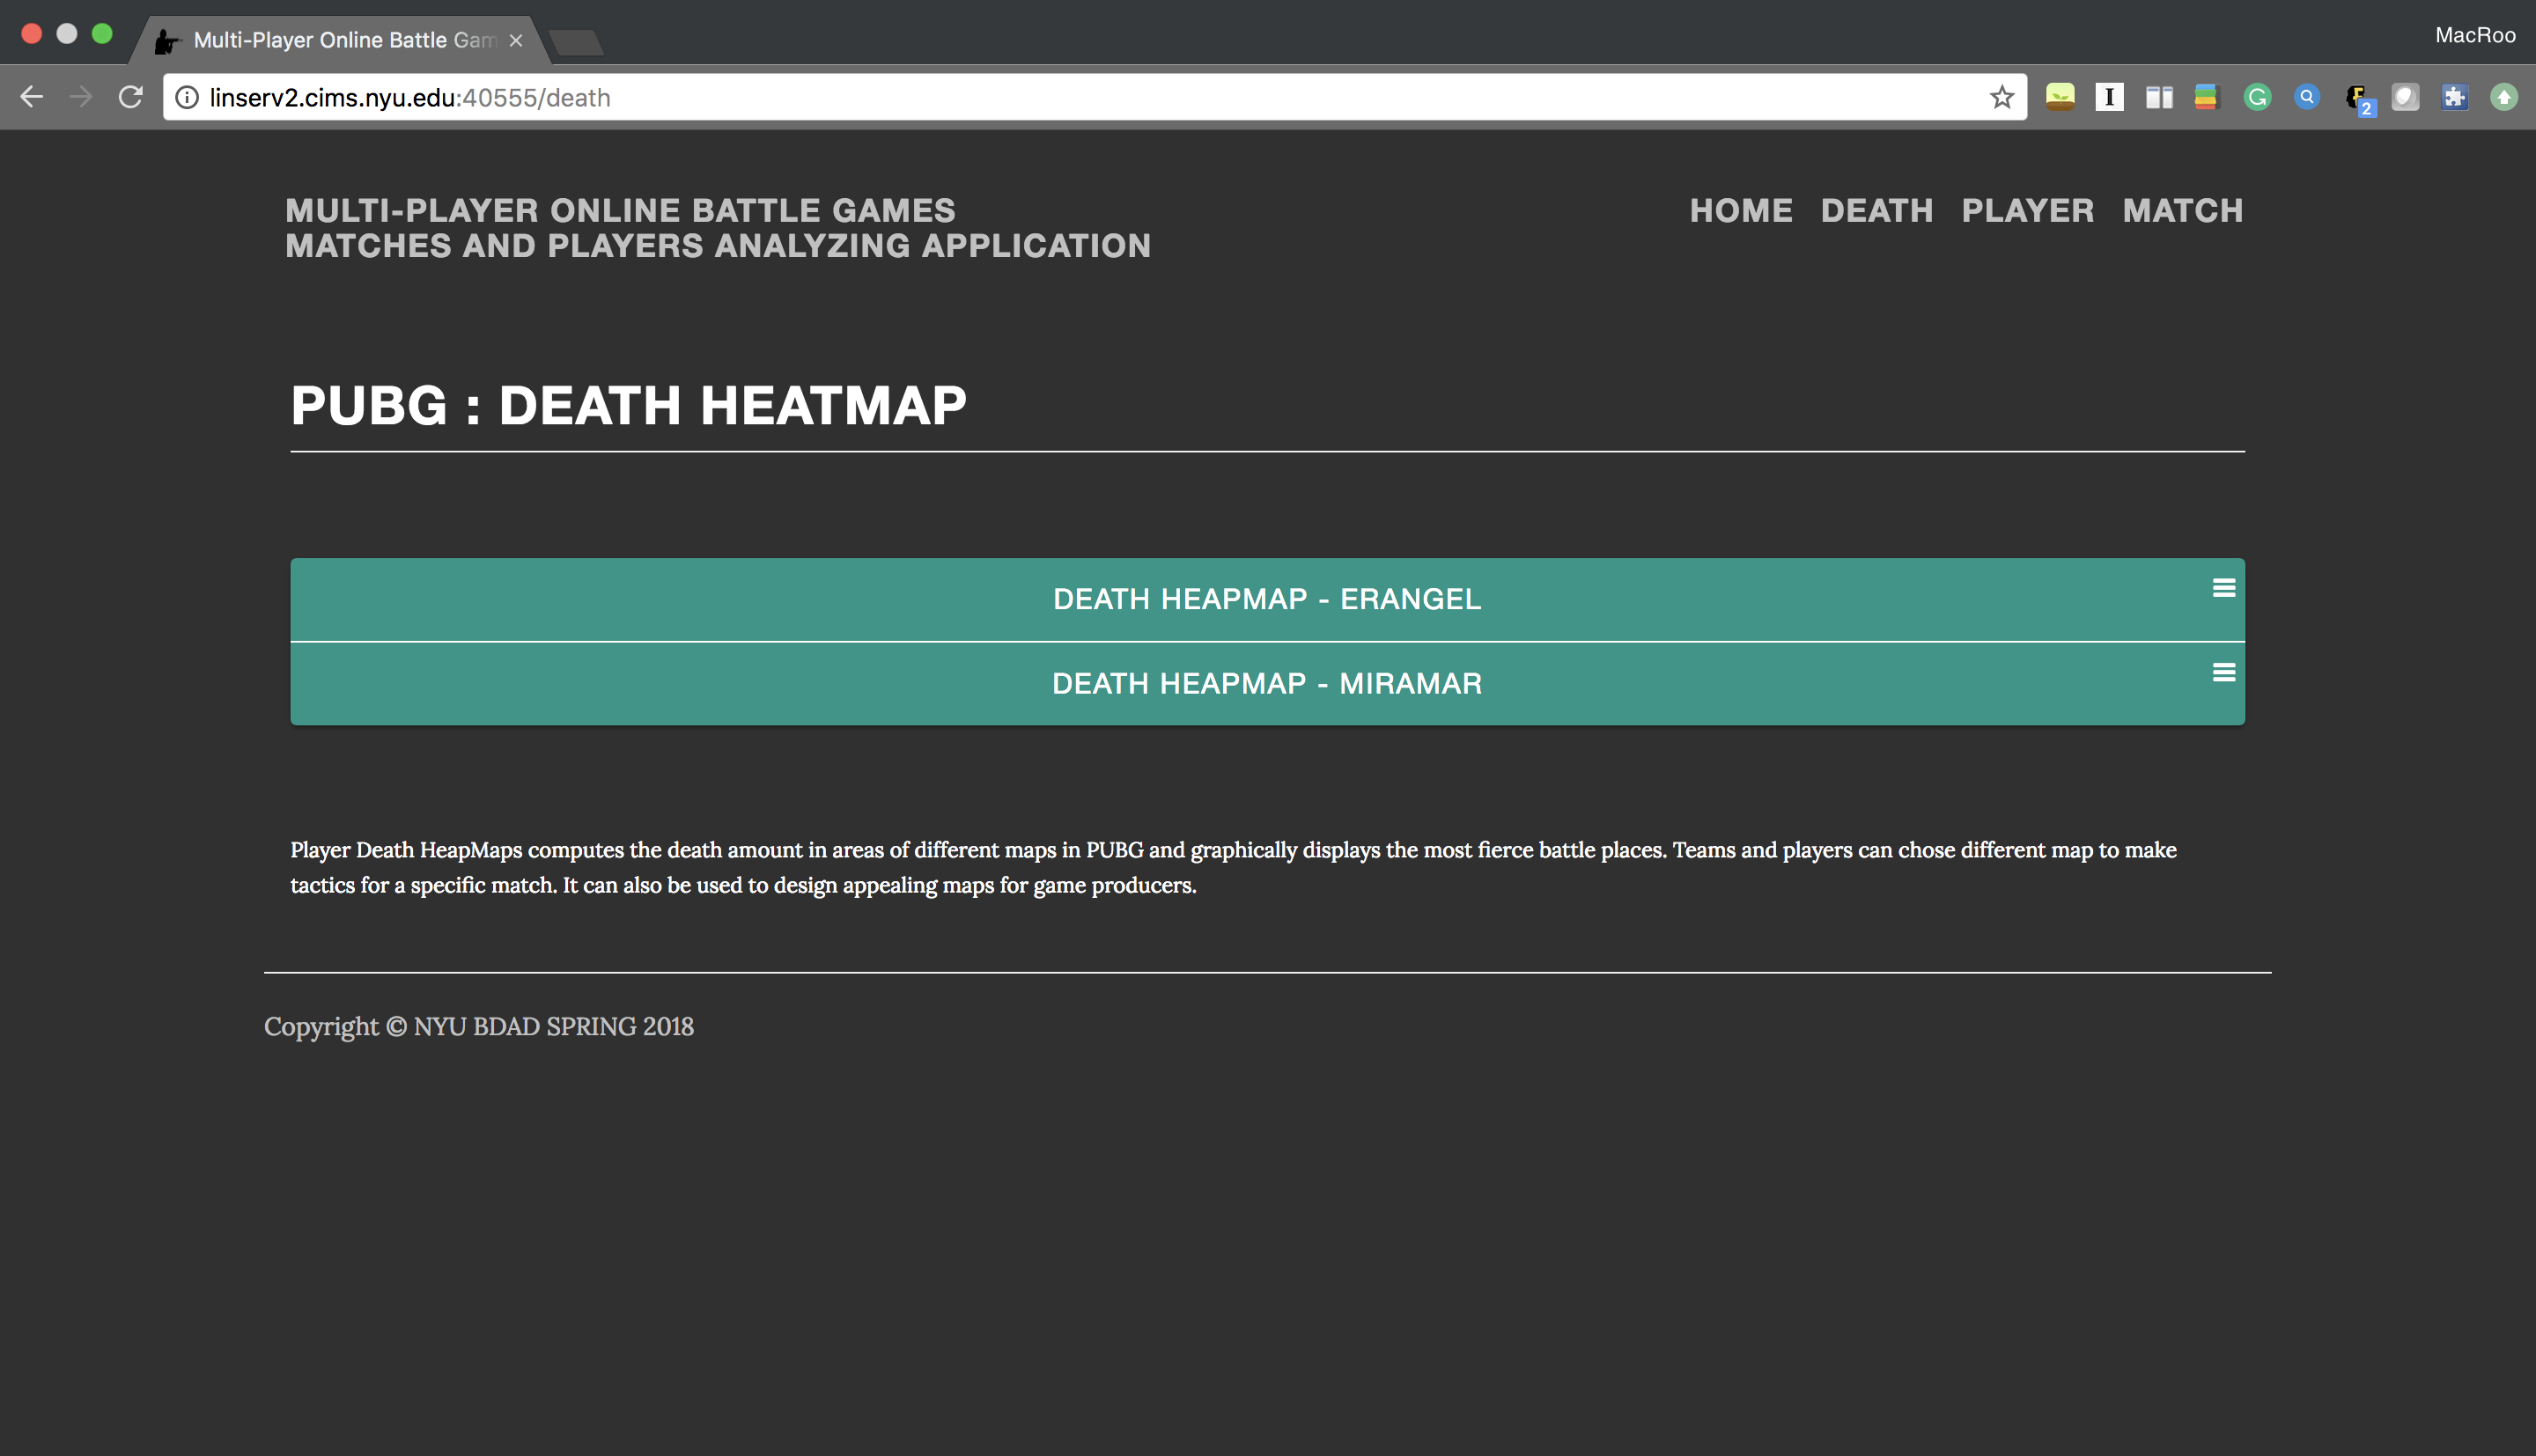 Multi-Player Online Battle Gam
MacRoo
linserv2.cims.nyu.edu:40555/death
2
MULTI-PLAYER ONLINE BATTLE GAMES
MATCHES AND PLAYERS ANALYZING APPLICATION
HOME DEATH PLAYER MATCH
PUBG : DEATH HEATMAP
DEATH HEAPMAP - ERANGEL
DEATH HEAPMAP - MIRAMAR
Player Death HeapMaps computes the death amount in areas of different maps in PUBG and graphically displays the most fierce battle places. Teams and players can chose different map to make
tactics for a specific match. It can also be used to design appealing maps for game producers.
Copyright © NYU BDAD SPRING 2018